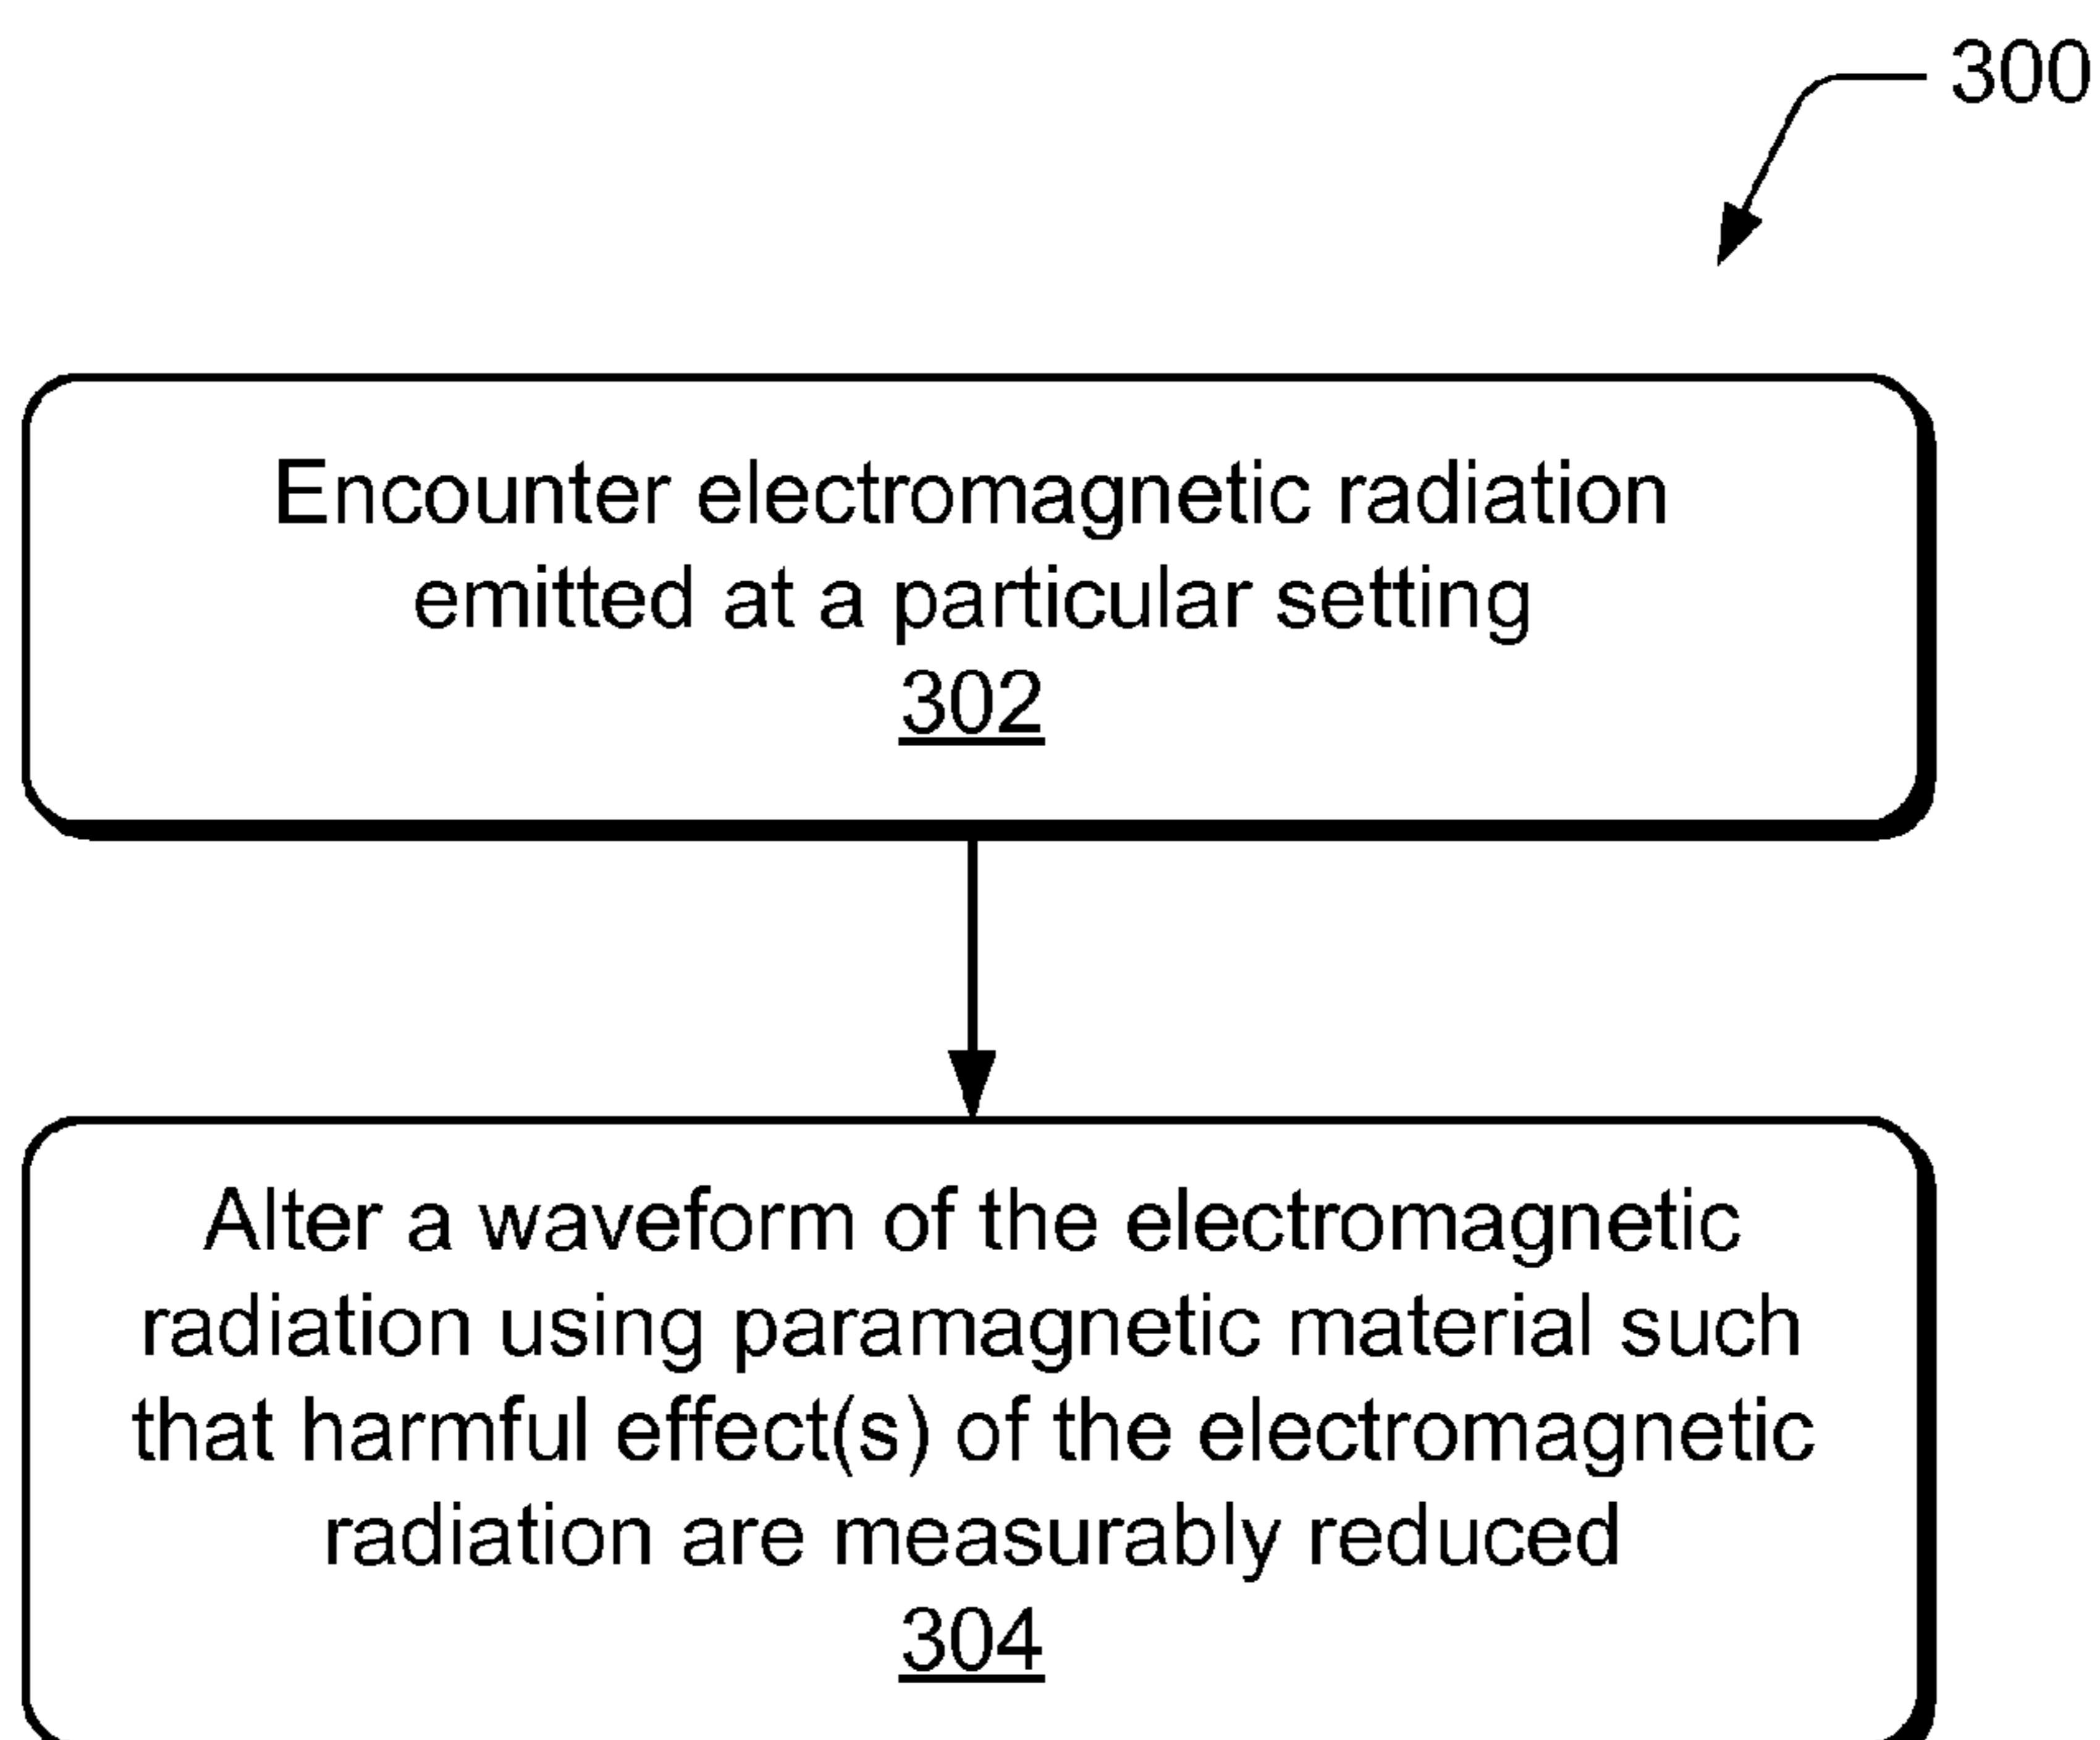 300
Encounter electromagnetic radiation
emitted at a particular setting
302
Alter a waveform of the electromagnetic
radiation using paramagnetic material such
that harmful effect(s) of the electromagnetic
radiation are measurably reduced
304